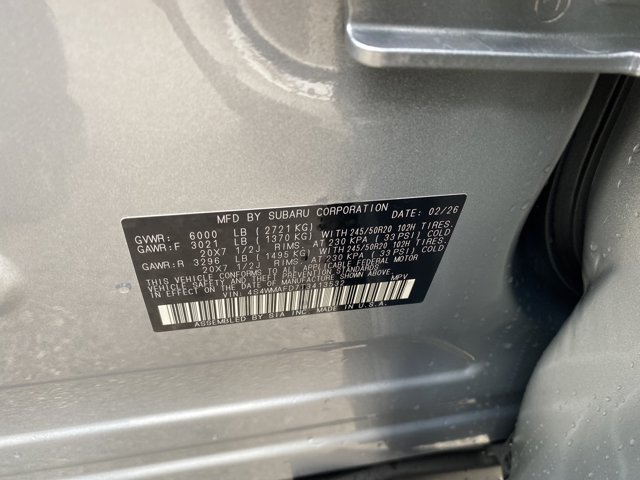 MFD BY SUBARU CORPORATION DATE: 02/26
GVWR: 6000 LB ( 2721 KG)
GAWR:F 3021 LB ( 1370 KG) WITH 245/50R20 102H TIRES,
20X7 1/2J RIMS, AT 230 KPA ( 33 PSI) COLD
GAWR:R 3296 LB ( 1495 KG) WITH 245/50R20 102H TIRES,
20X7 1/2J RIMS, AT 230 KPA ( 33 PSI) COLD
THIS VEHICLE CONFORMS TO ALL APPLICABLE FEDERAL MOTOR
VEHICLE SAFETY AND THEFT PREVENTION STANDARDS
IN EFFECT ON THE DATE OF MANUFACTURE SHOWN ABOVE.
VIN: MPV
ASSEMBLED BY SIA INC. MADE IN U.S.A.